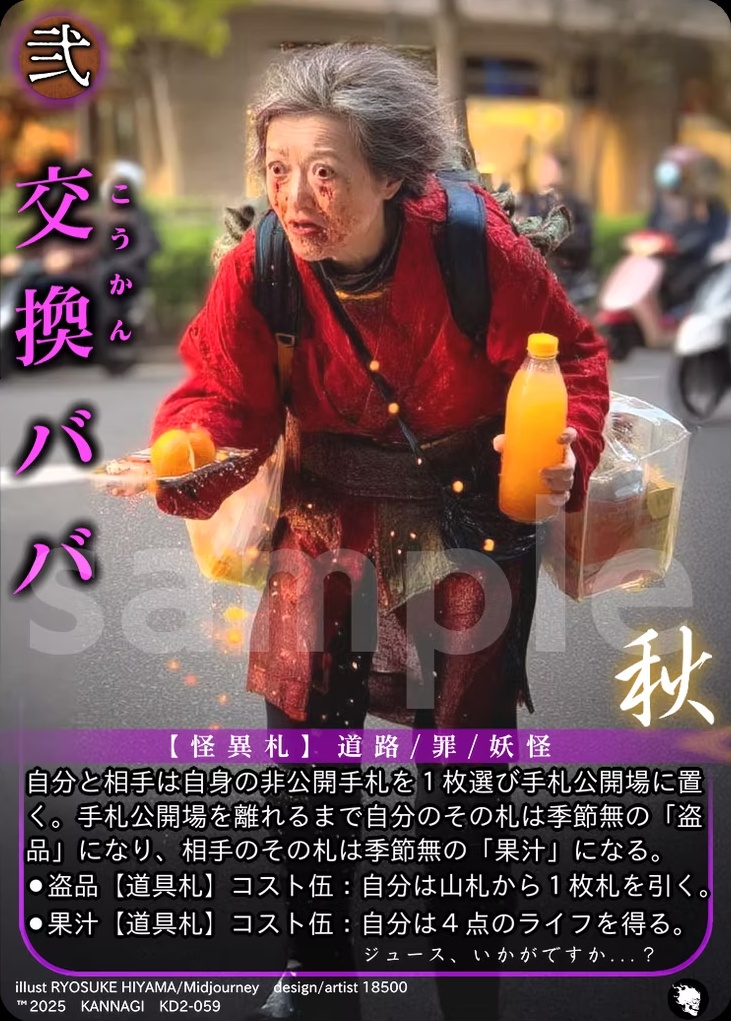 弐
交換ババ
こうかん
sample
秋
【怪異札】道路/罪/妖怪
自分と相手は自身の非公開手札を１枚選び手札公開場に置
く。手札公開場を離れるまで自分のその札は季節無の「盗
品」になり、相手のその札は季節無の「果汁」になる。
●盗品【道具札】コスト伍：自分は山札から１枚札を引く。
●果汁【道具札】コスト伍：自分は４点のライフを得る。
ジュース、いかがですか...？
illust RYOSUKE HIYAMA/Midjourney design/artist 18500
™2025 KANNAGI KD2-059